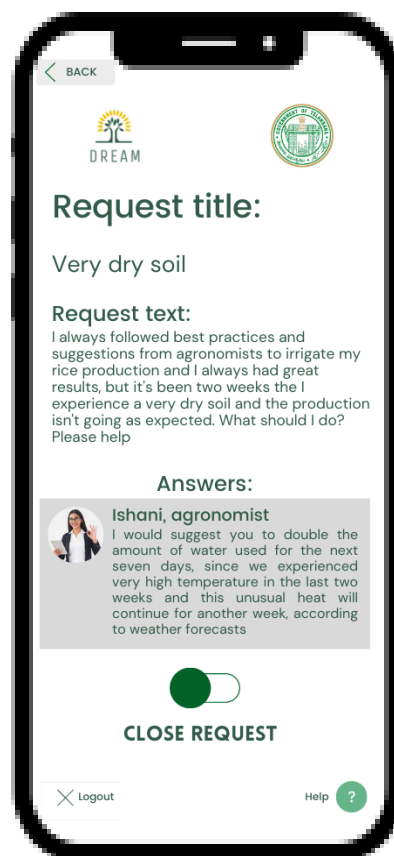 BACK
DREAM
GOVERNMENT OF TELANGANA
Request title:
Very dry soil
Request text:
I always followed best practices and
suggestions from agronomists to irrigate my
rice production and I always had great
results, but it's been two weeks the I
experience a very dry soil and the production
isn't going as expected. What should I do?
Please help
Answers:
Ishani, agronomist
I would suggest you to double the
amount of water used for the next
seven days, since we experienced
very high temperature in the last two
weeks and this unusual heat will
continue for another week, according
to weather forecasts
CLOSE REQUEST
Logout
Help ?